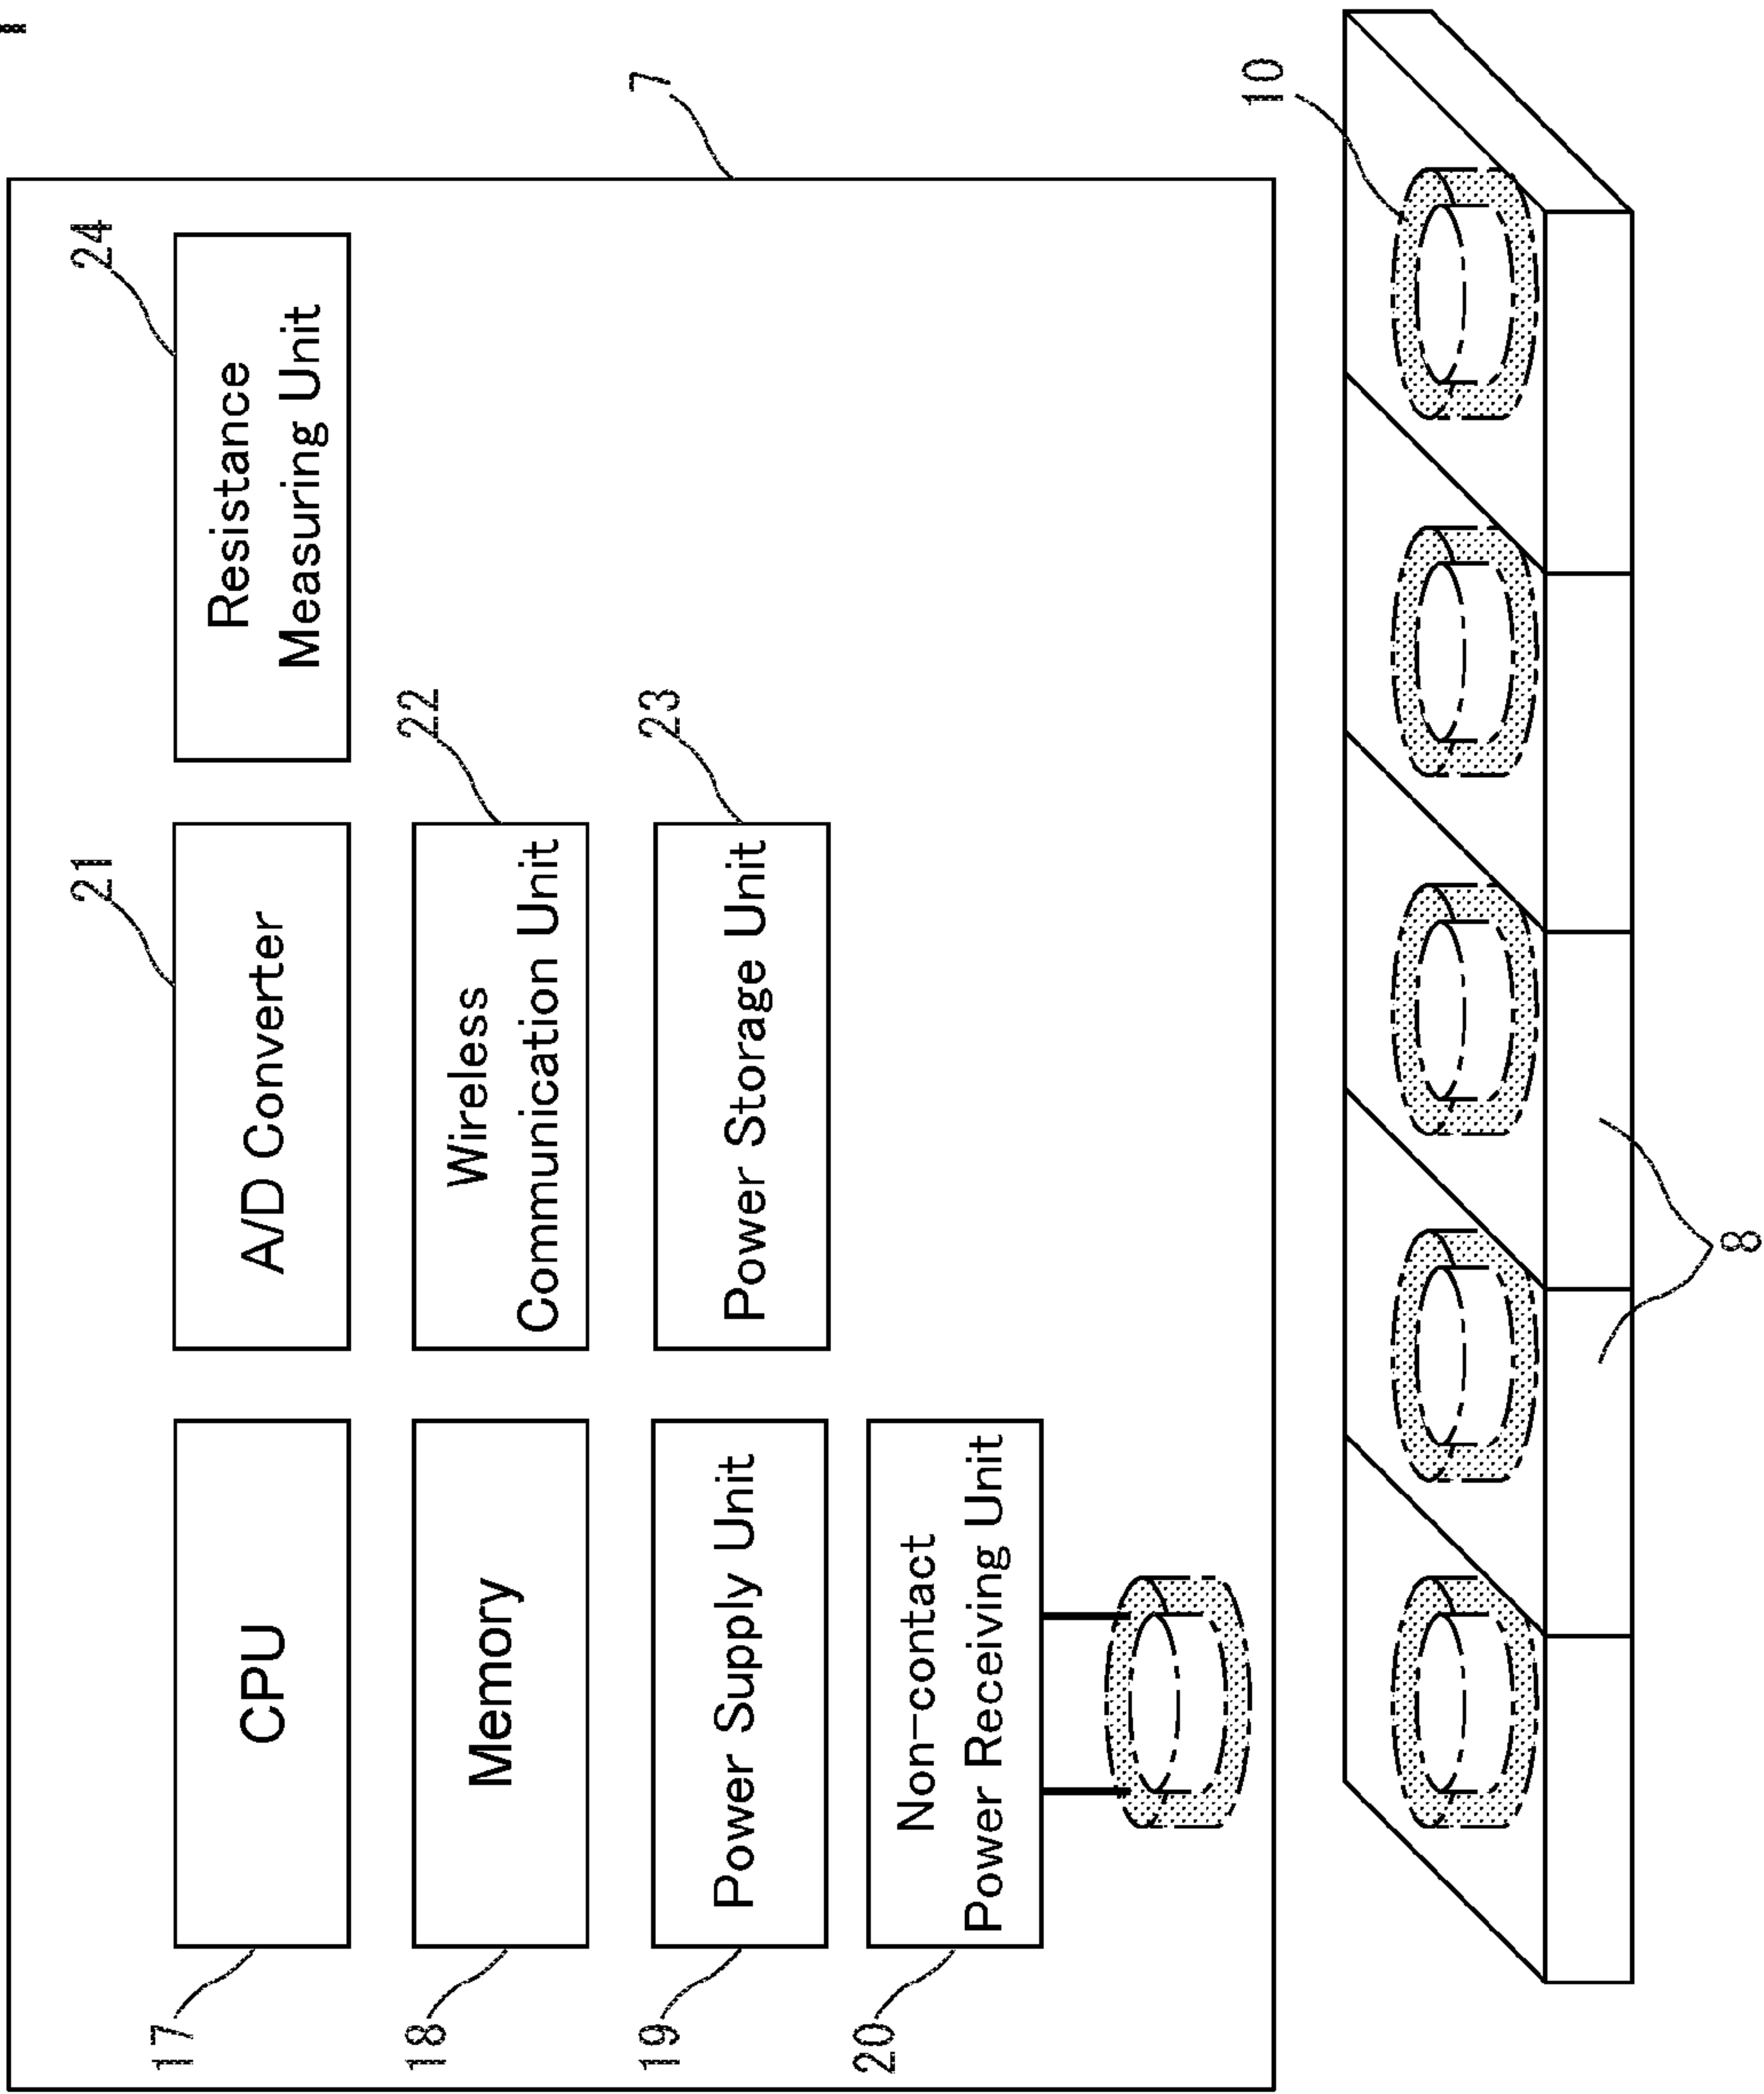 7
17
CPU
21
A/D Converter
24
Resistance
Measuring Unit
18
Memory
22
Wireless
Communication Unit
19
Power Supply Unit
23
Power Storage Unit
20
Non-contact
Power Receiving Unit
10
8